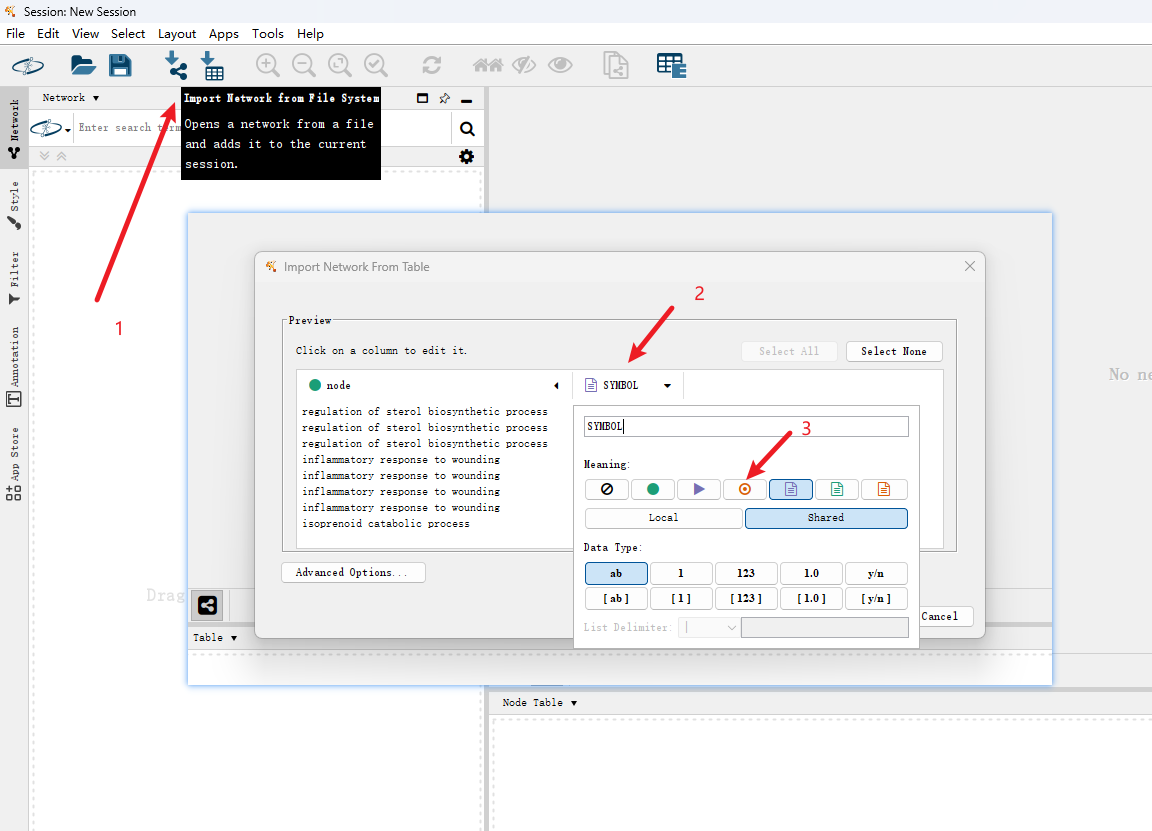 Session: New Session
File Edit View Select Layout Apps Tools Help
Network
Import Network from File System
Opens a network from a file
and adds it to the current
session.
Network
Enter search term
Style
Filter
Annotation
App Store
1
Import Network From Table
2
Preview
Click on a column to edit it.
Select All
Select None
No ne
node
SYMBOL
regulation of sterol biosynthetic process
regulation of sterol biosynthetic process
regulation of sterol biosynthetic process
inflammatory response to wounding
inflammatory response to wounding
inflammatory response to wounding
inflammatory response to wounding
isoprenoid catabolic process
SYMBOL
3
Meaning:
Local
Shared
Data Type:
ab 1 123 1.0 y/n
[ ab ] [ 1 ] [ 123 ] [ 1.0 ] [ y/n ]
List Delimiter: |
Advanced Options...
Cancel
Drag
Table
Node Table